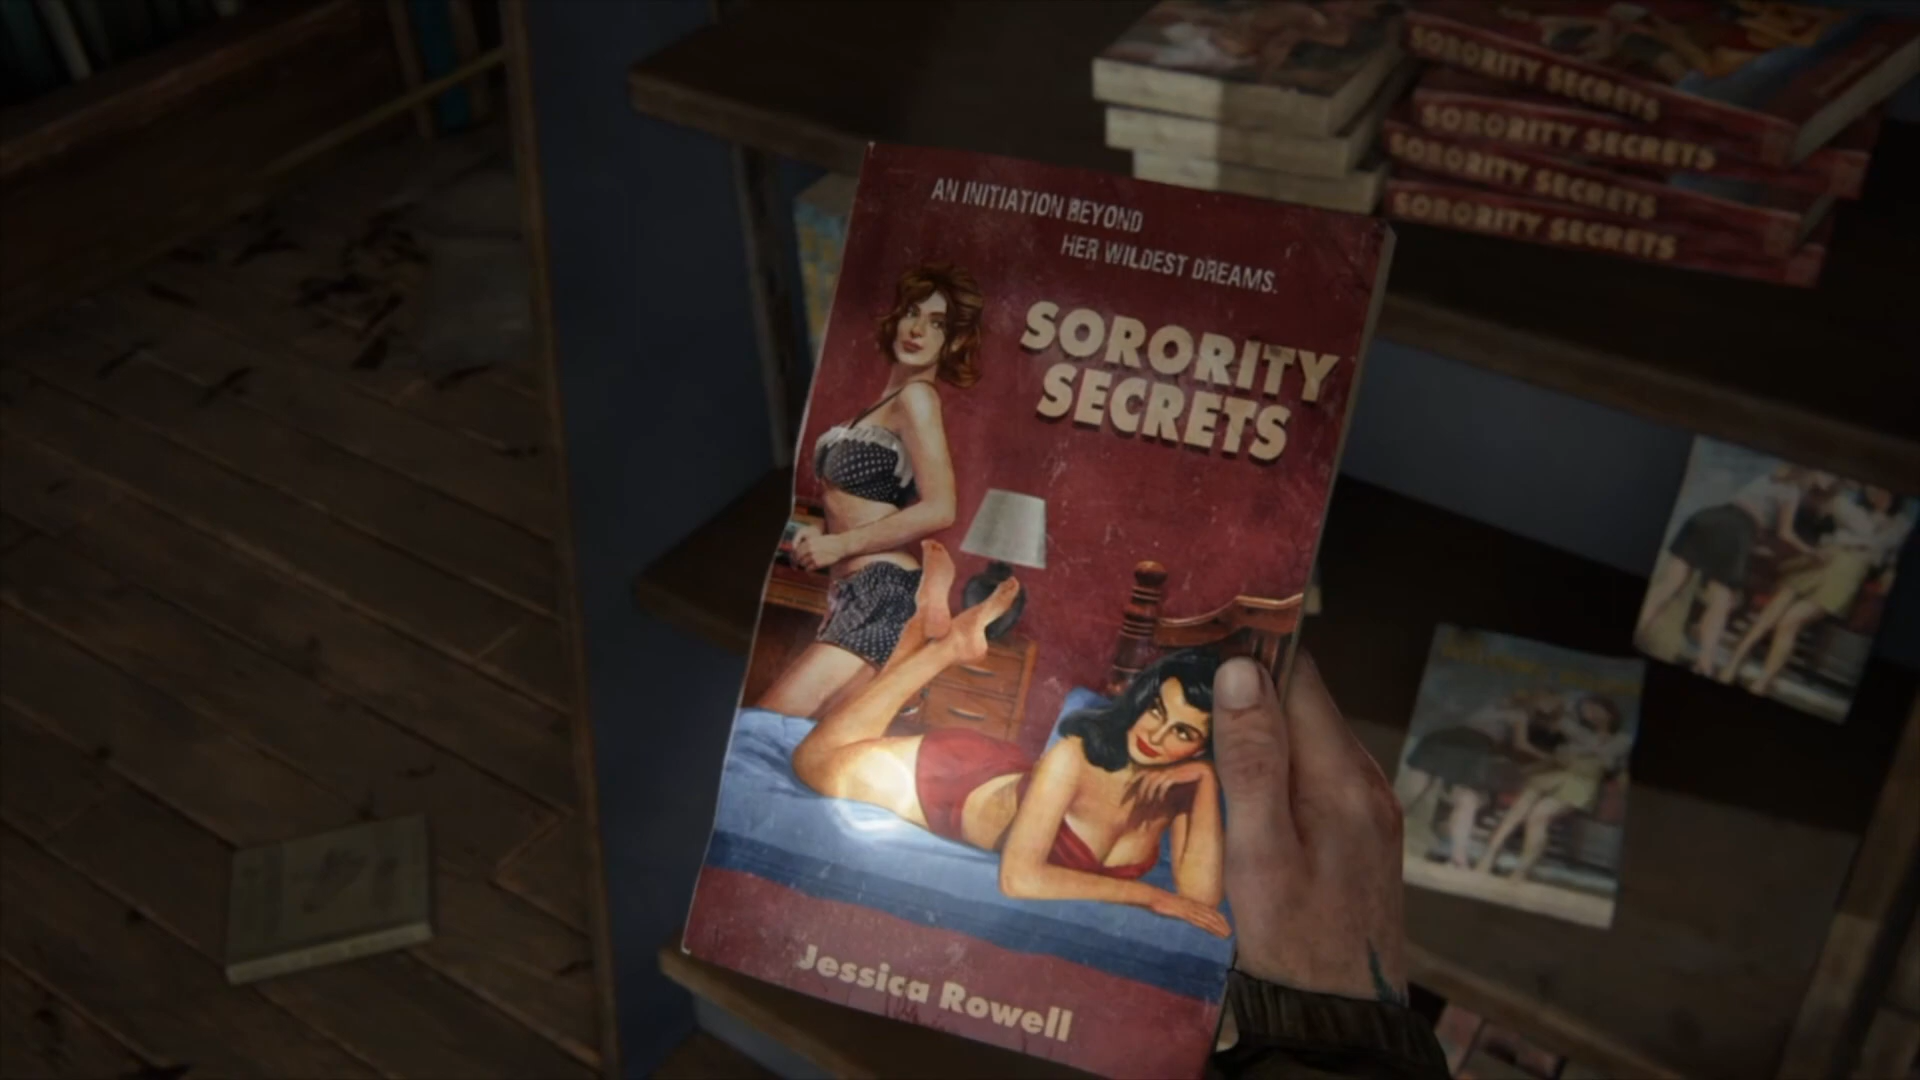 AN INITIATION BEYOND
HER WILDEST DREAMS.
SORORITY
SECRETS
Jessica Rowell
SORORITY SECRETS
SORORITY SECRETS
SORORITY SECRETS
SORORITY SECRETS